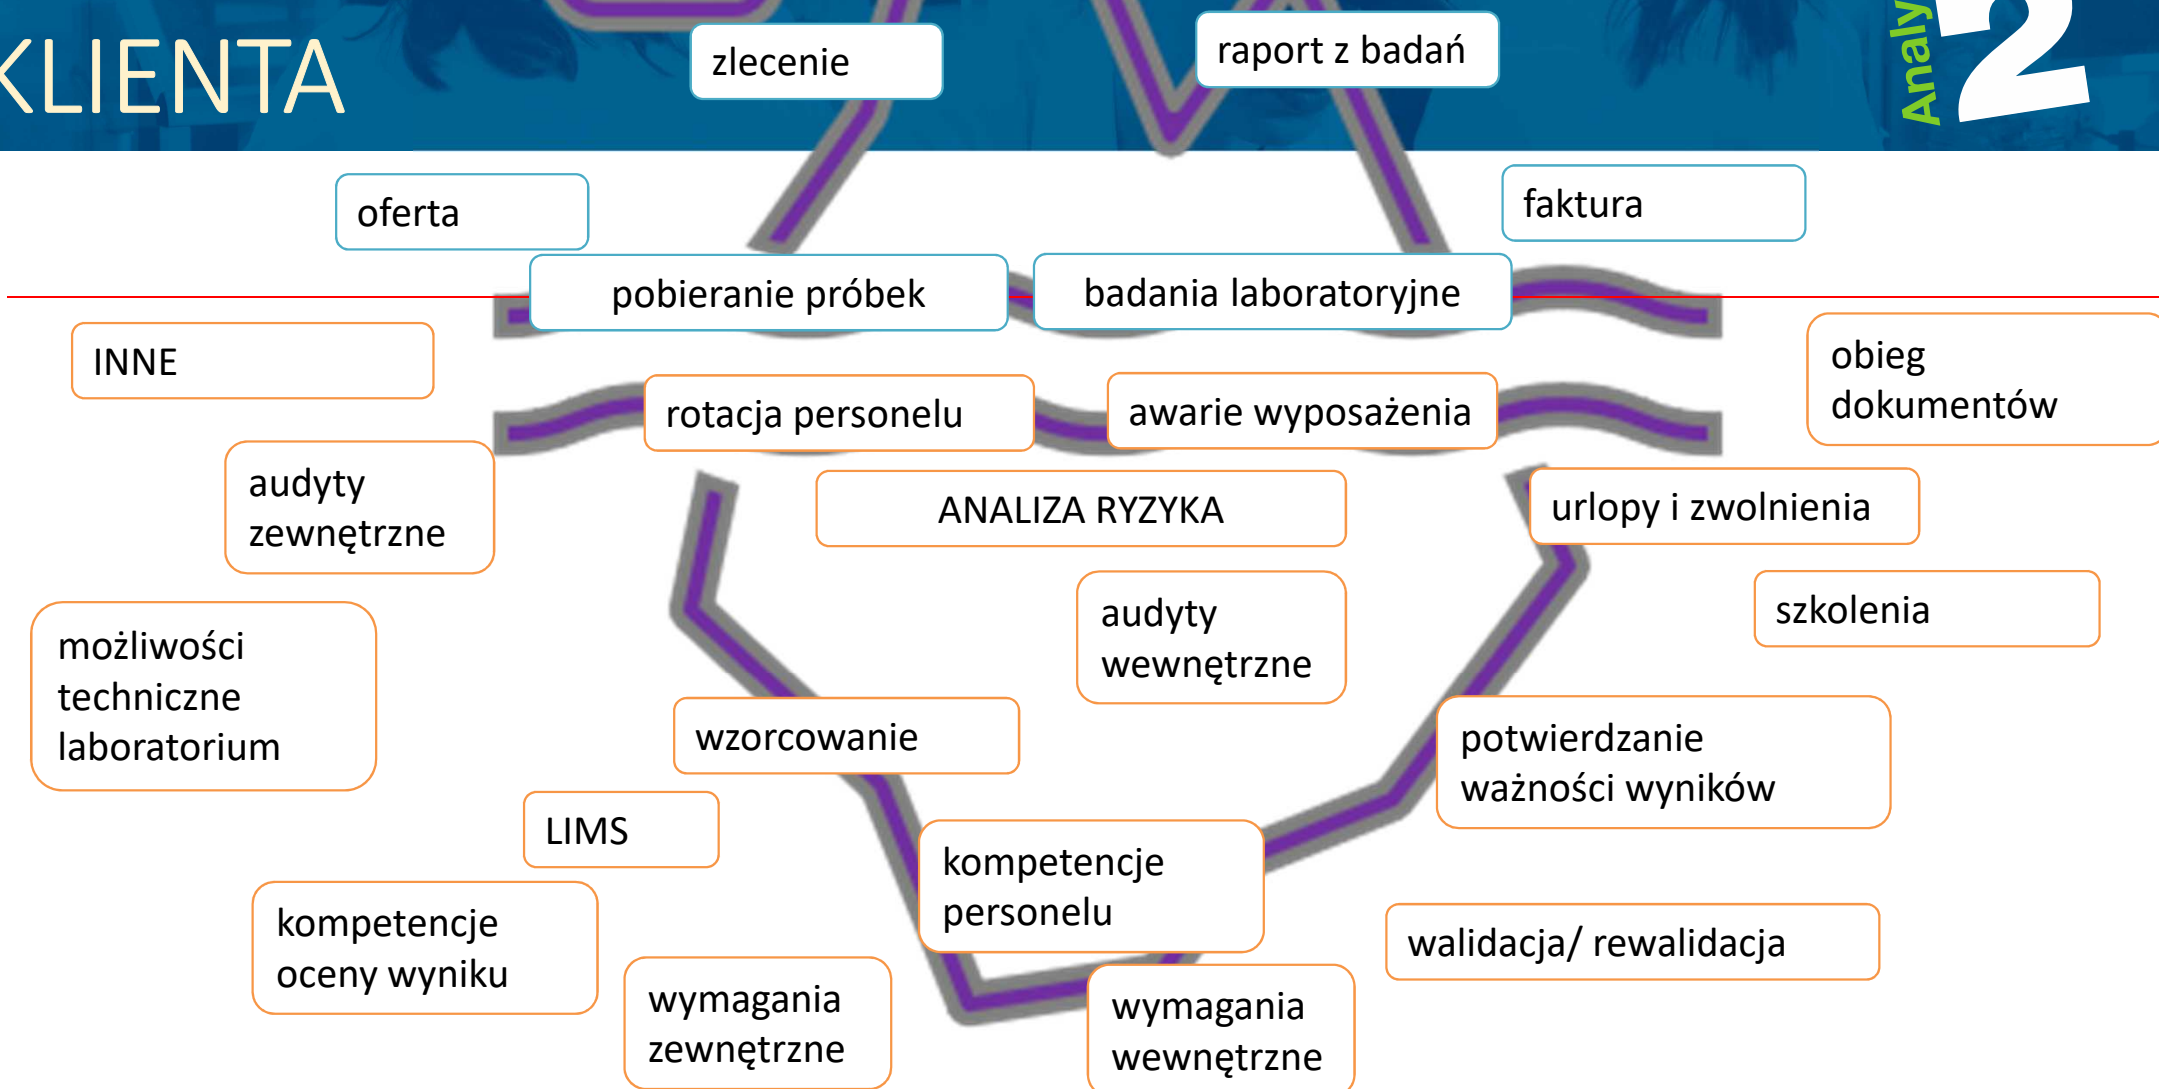 KLIENTA
zlecenie
raport z badań
Analy
2
oferta
faktura
pobieranie próbek
badania laboratoryjne
INNE
obieg
dokumentów
rotacja personelu
awarie wyposażenia
audyty
zewnętrzne
ANALIZA RYZYKA
urlopy i zwolnienia
audyty
wewnętrzne
szkolenia
możliwości
techniczne
laboratorium
wzorcowanie
potwierdzanie
ważności wyników
LIMS
kompetencje
personelu
kompetencje
oceny wyniku
walidacja/ rewalidacja
wymagania
zewnętrzne
wymagania
wewnętrzne